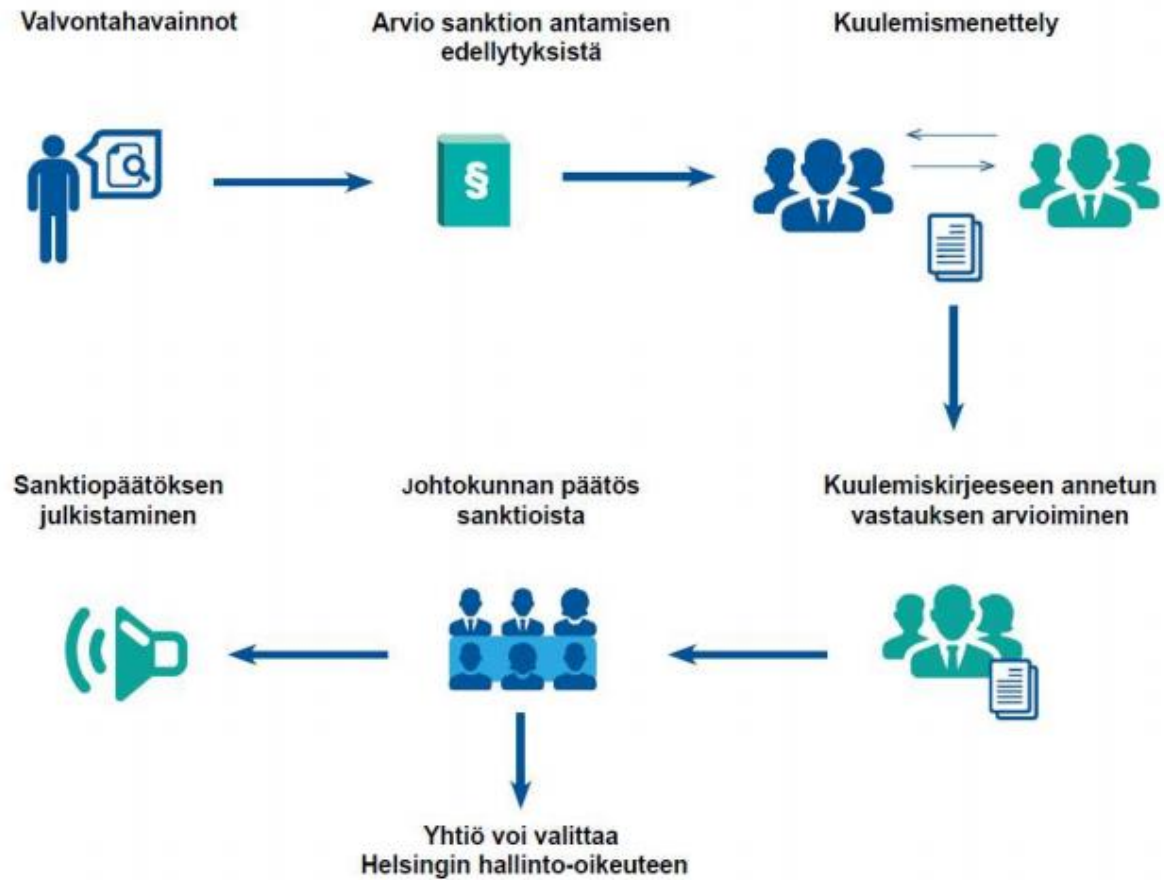 Valvontahavainnot
Arvio sanktion antamisen
edellytyksistä
Kuulemismenettely
§
Kuulemiskirjeeseen annetun
vastauksen arvioiminen
Johtokunnan päätös
sanktioista
Sanktiopäätöksen
julkistaminen
Yhtiö voi valittaa
Helsingin hallinto-oikeuteen